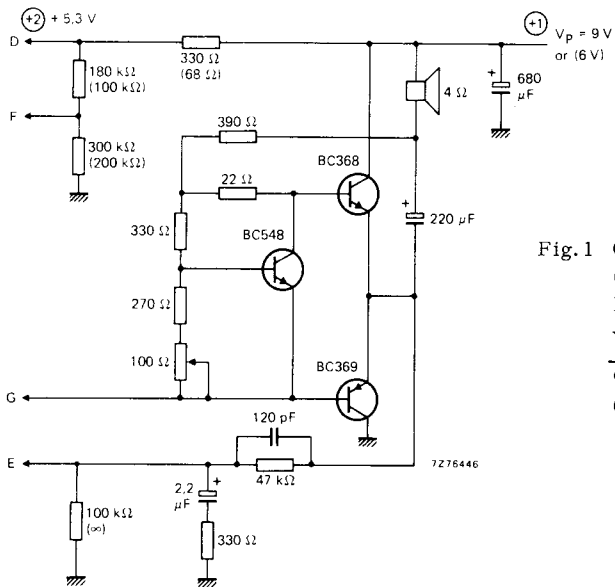 +2 + 5,3 V
+1
D
330 Ω
(68 Ω)
V_P = 9 V
or (6 V)
180 kΩ
(100 kΩ)
4 Ω
+
680
μF
F
390 Ω
300 kΩ
(200 kΩ)
22 Ω
BC368
+
220 μF
330 Ω
BC548
Fig. 1
270 Ω
100 Ω
BC369
G
120 pF
E
47 kΩ
7Z76446
100 kΩ
(∞)
2,2
μF
+
330 Ω